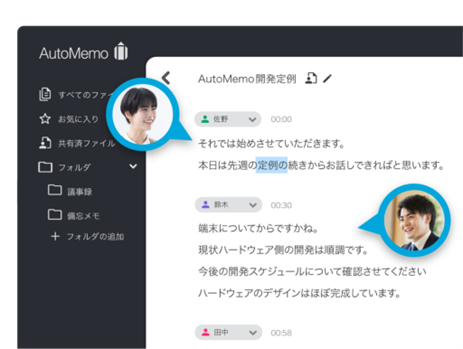 AutoMemo
すべてのファ
お気に入り
共有済ファイル
フォルダ
議事録
備忘メモ
+ フォルダの追加
AutoMemo開発定例
佐野 00:00
それでは始めさせていただきます。
本日は先週の定例の続きからお話しできればと思います。
鈴木 00:30
端末についてからですかね。
現状ハードウェア側の開発は順調です。
今後の開発スケジュールについて確認させてください
ハードウェアのデザインはほぼ完成しています。
田中 00:58